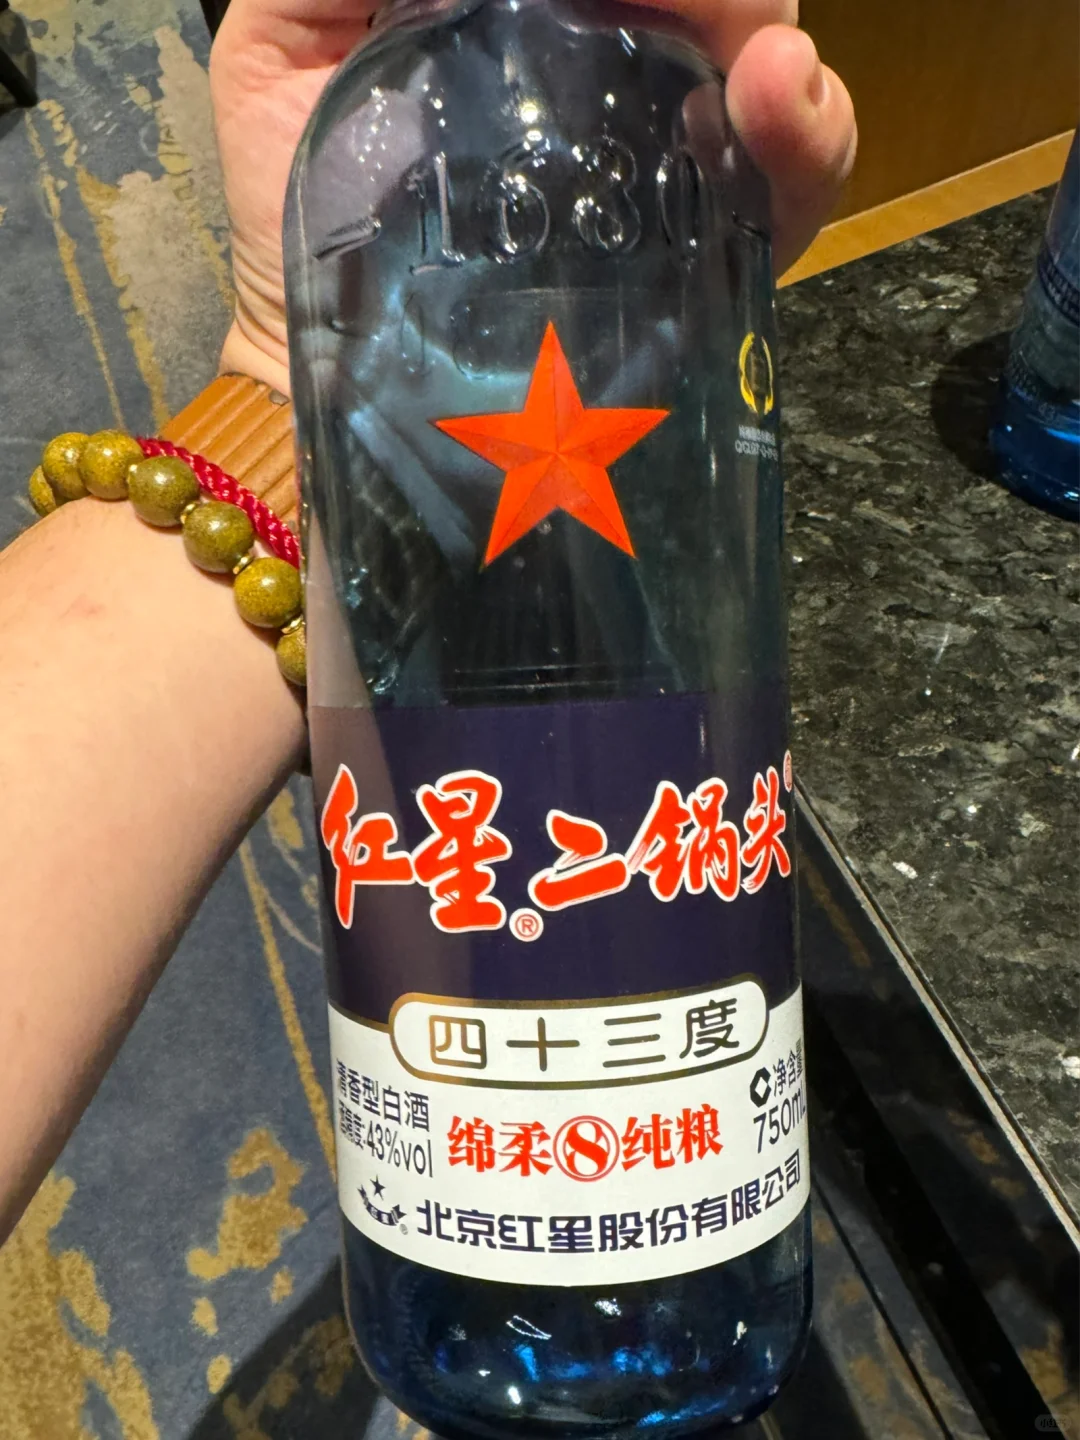 1680
红星二锅头
®
四十三度
清香型白酒
酒精度:43%vol
绵柔8纯粮
净含量
750mL
北京红星股份有限公司